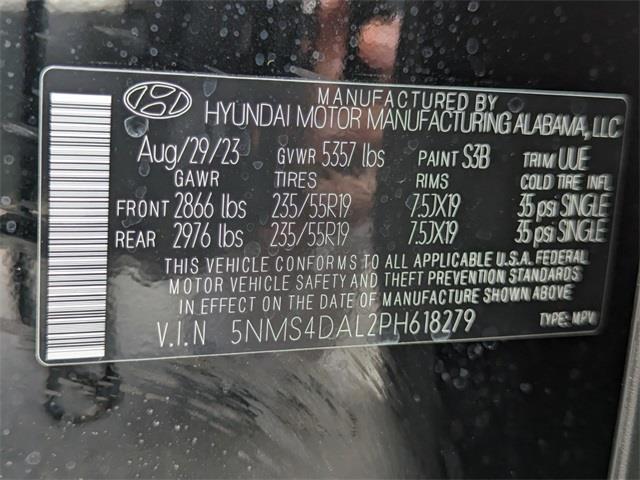 MANUFACTURED BY
HYUNDAI MOTOR MANUFACTURING ALABAMA, LLC
Aug/29/23 GVWR 5357 lbs PAINT S3B TRIM UUE
GAWR TIRES RIMS COLD TIRE INFL
FRONT 2866 lbs 235/55R19 7.5JX19 35 psi SINGLE
REAR 2976 lbs 235/55R19 7.5JX19 35 psi SINGLE
THIS VEHICLE CONFORMS TO ALL APPLICABLE U.S.A. FEDERAL
MOTOR VEHICLE SAFETY AND THEFT PREVENTION STANDARDS
IN EFFECT ON THE DATE OF MANUFACTURE SHOWN ABOVE
V.I.N 5NMS4DAL2PH618279 TYPE: MPV